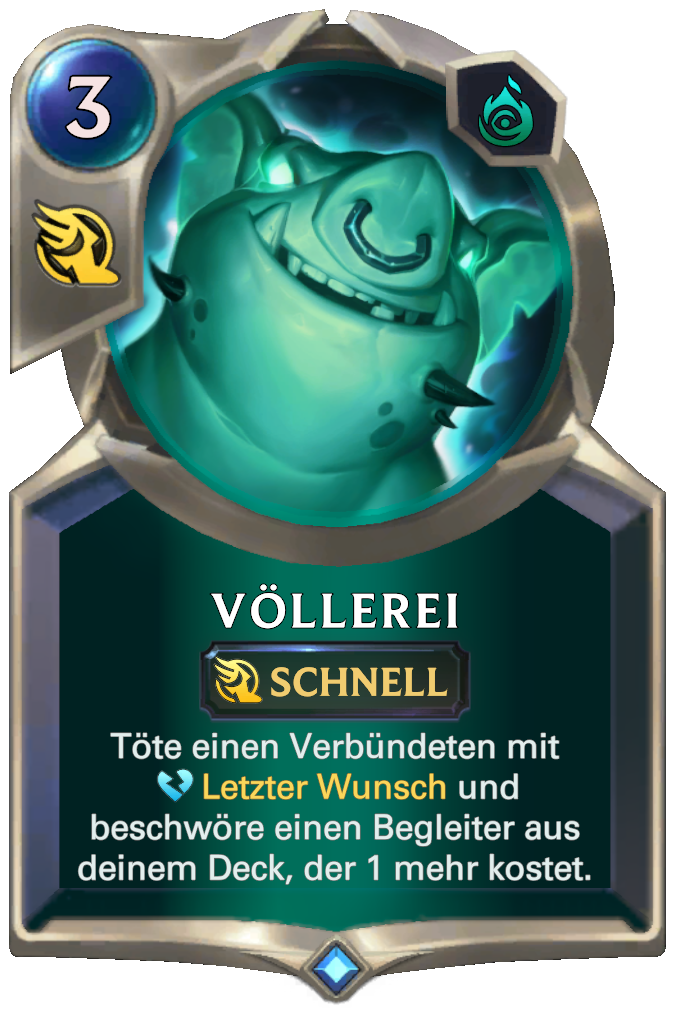 3
VÖLLEREI
SCHNELL
Töte einen Verbündeten mit
Letzter Wunsch und
beschwöre einen Begleiter aus
deinem Deck, der 1 mehr kostet.